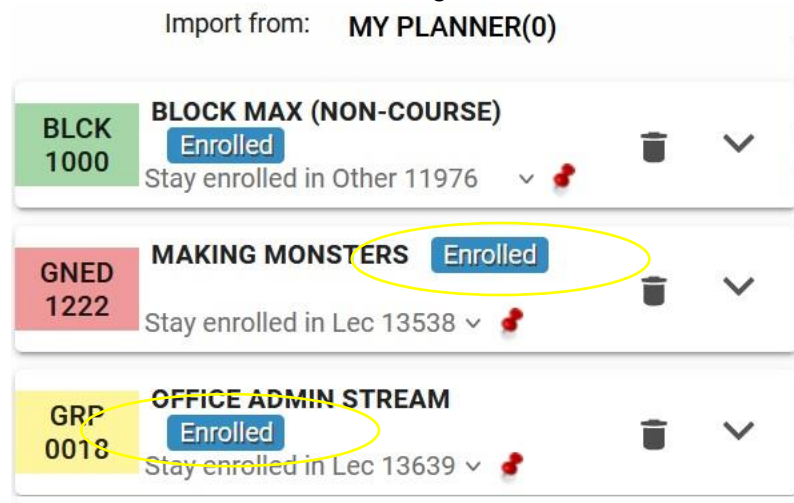 Import from: MY PLANNER(0)
BLCK 1000
BLOCK MAX (NON-COURSE)
Enrolled
Stay enrolled in Other 11976
GNED 1222
MAKING MONSTERS Enrolled
Stay enrolled in Lec 13538
GRP 0018
OFFICE ADMIN STREAM
Enrolled
Stay enrolled in Lec 13639